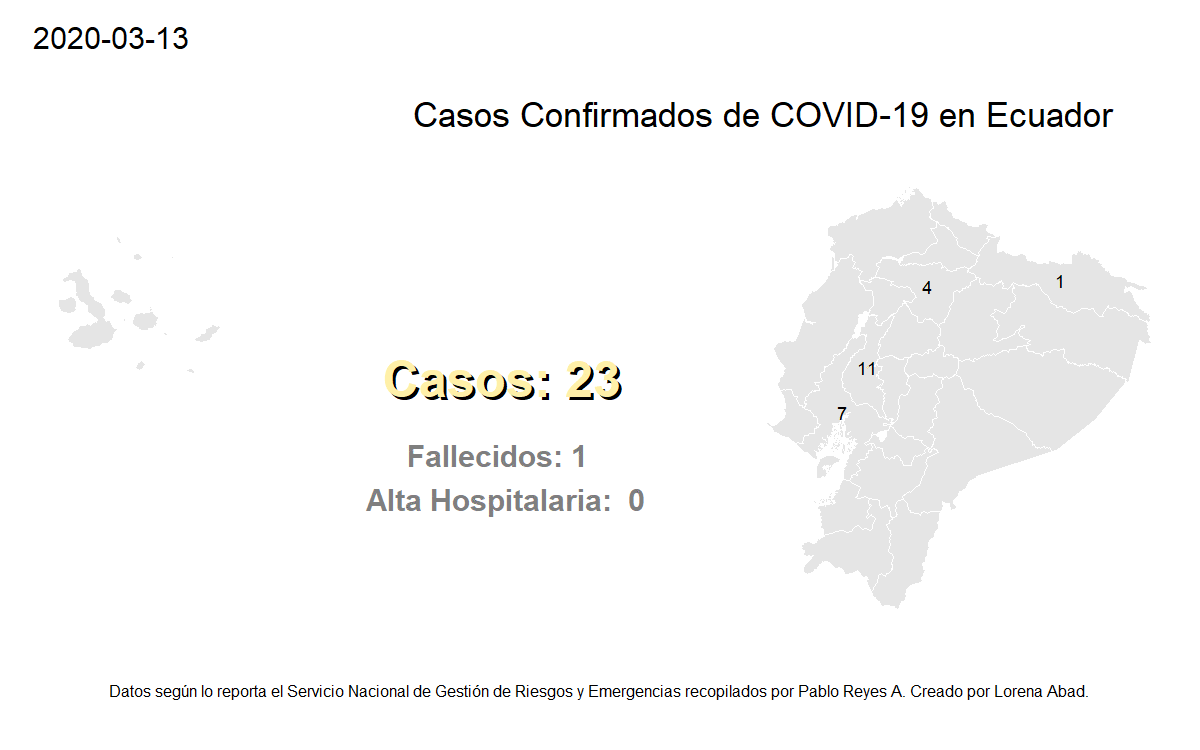 2020-03-13
Casos Confirmados de COVID-19 en Ecuador
1
4
11
7
Casos: 23
Fallecidos: 1
Alta Hospitalaria: 0
Datos según lo reporta el Servicio Nacional de Gestión de Riesgos y Emergencias recopilados por Pablo Reyes A. Creado por Lorena Abad.